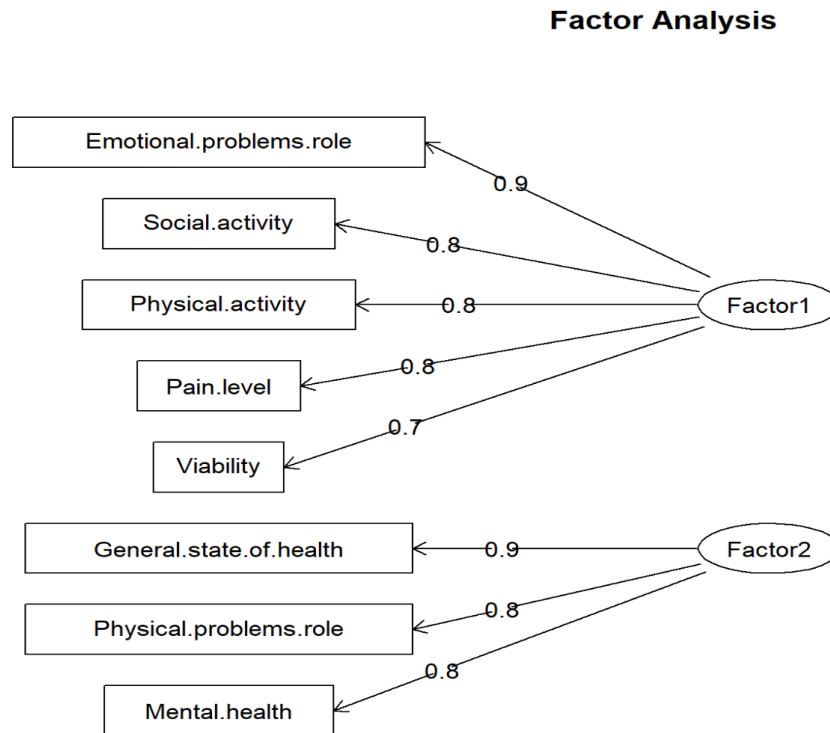 Factor Analysis
Emotional.problems.role
0.9
Social.activity
0.8
Physical.activity
0.8
Factor1
Pain.level
0.8
Viability
0.7
General.state.of.health
0.9
Factor2
Physical.problems.role
0.8
Mental.health
0.8